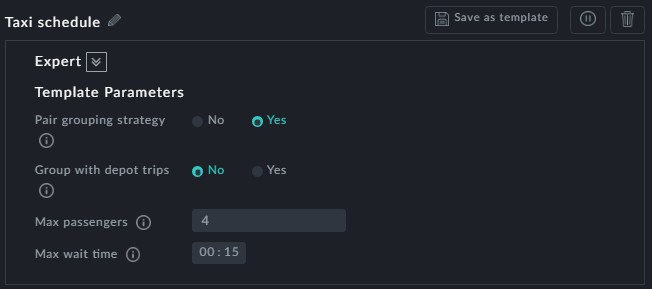 Taxi schedule
Save as template
Expert
Template Parameters
Pair grouping strategy No Yes
Group with depot trips No Yes
Max passengers 4
Max wait time 00 : 15